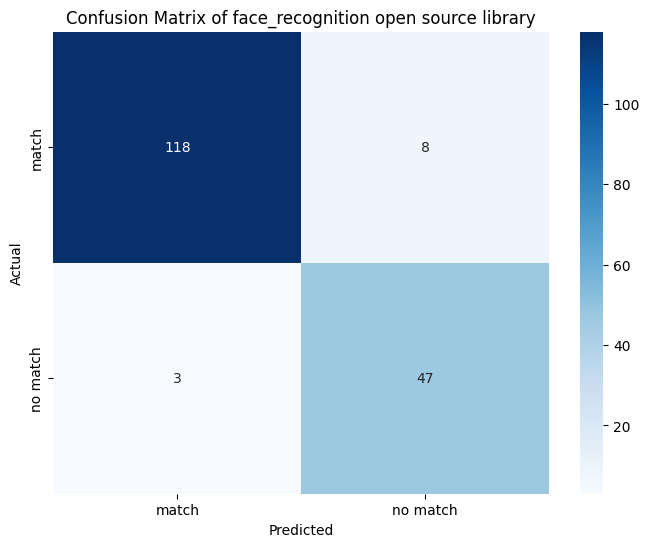 Confusion Matrix of face_recognition open source library
match
118
8
100
80
60
Actual
no match
3
47
40
20
match
no match
Predicted